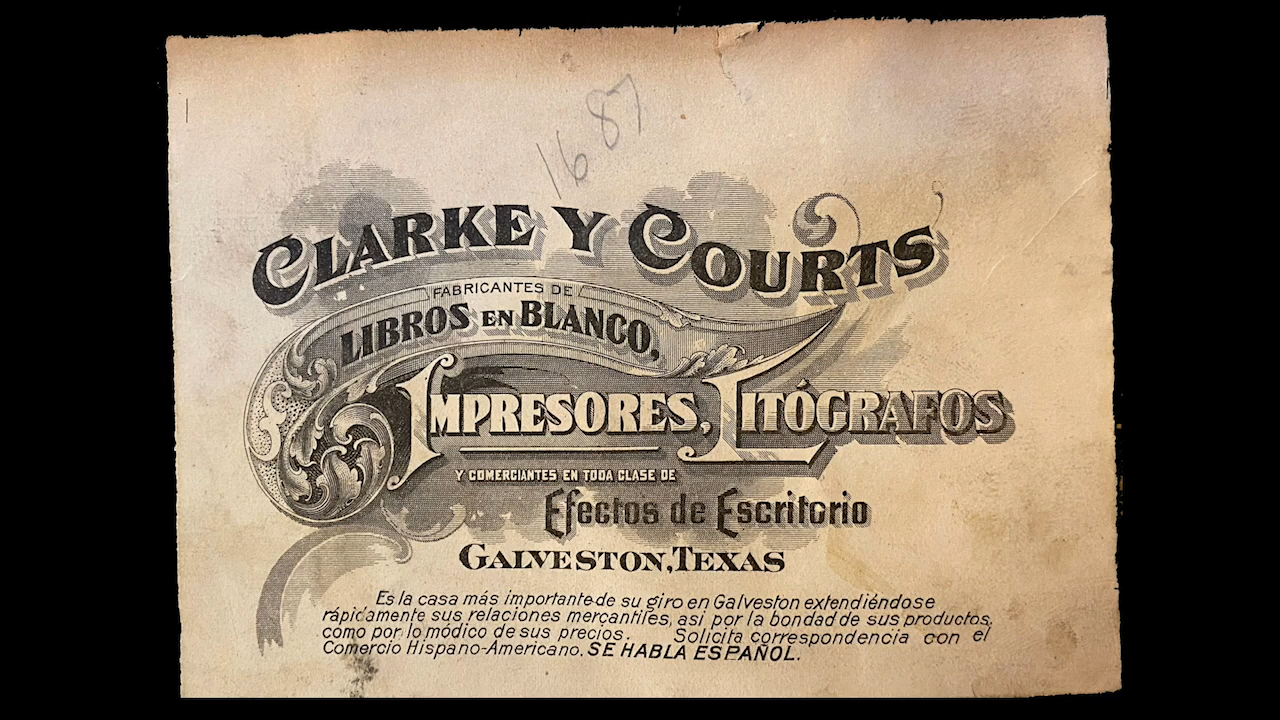 1687
CLARKE Y COURTS
FABRICANTES DE
LIBROS EN BLANCO,
IMPRESORES, LITÓGRAFOS
Y COMERCIANTES EN TODA CLASE DE
Efectos de Escritorio
GALVESTON, TEXAS
Es la casa más importante de su giro en Galveston extendiéndose
rápidamente sus relaciones mercantiles, asi por la bondad de sus productos,
como por lo módico de sus precios. Solicita correspondencia con el
Comercio Hispano-Americano. SE HABLA ESPAÑOL.